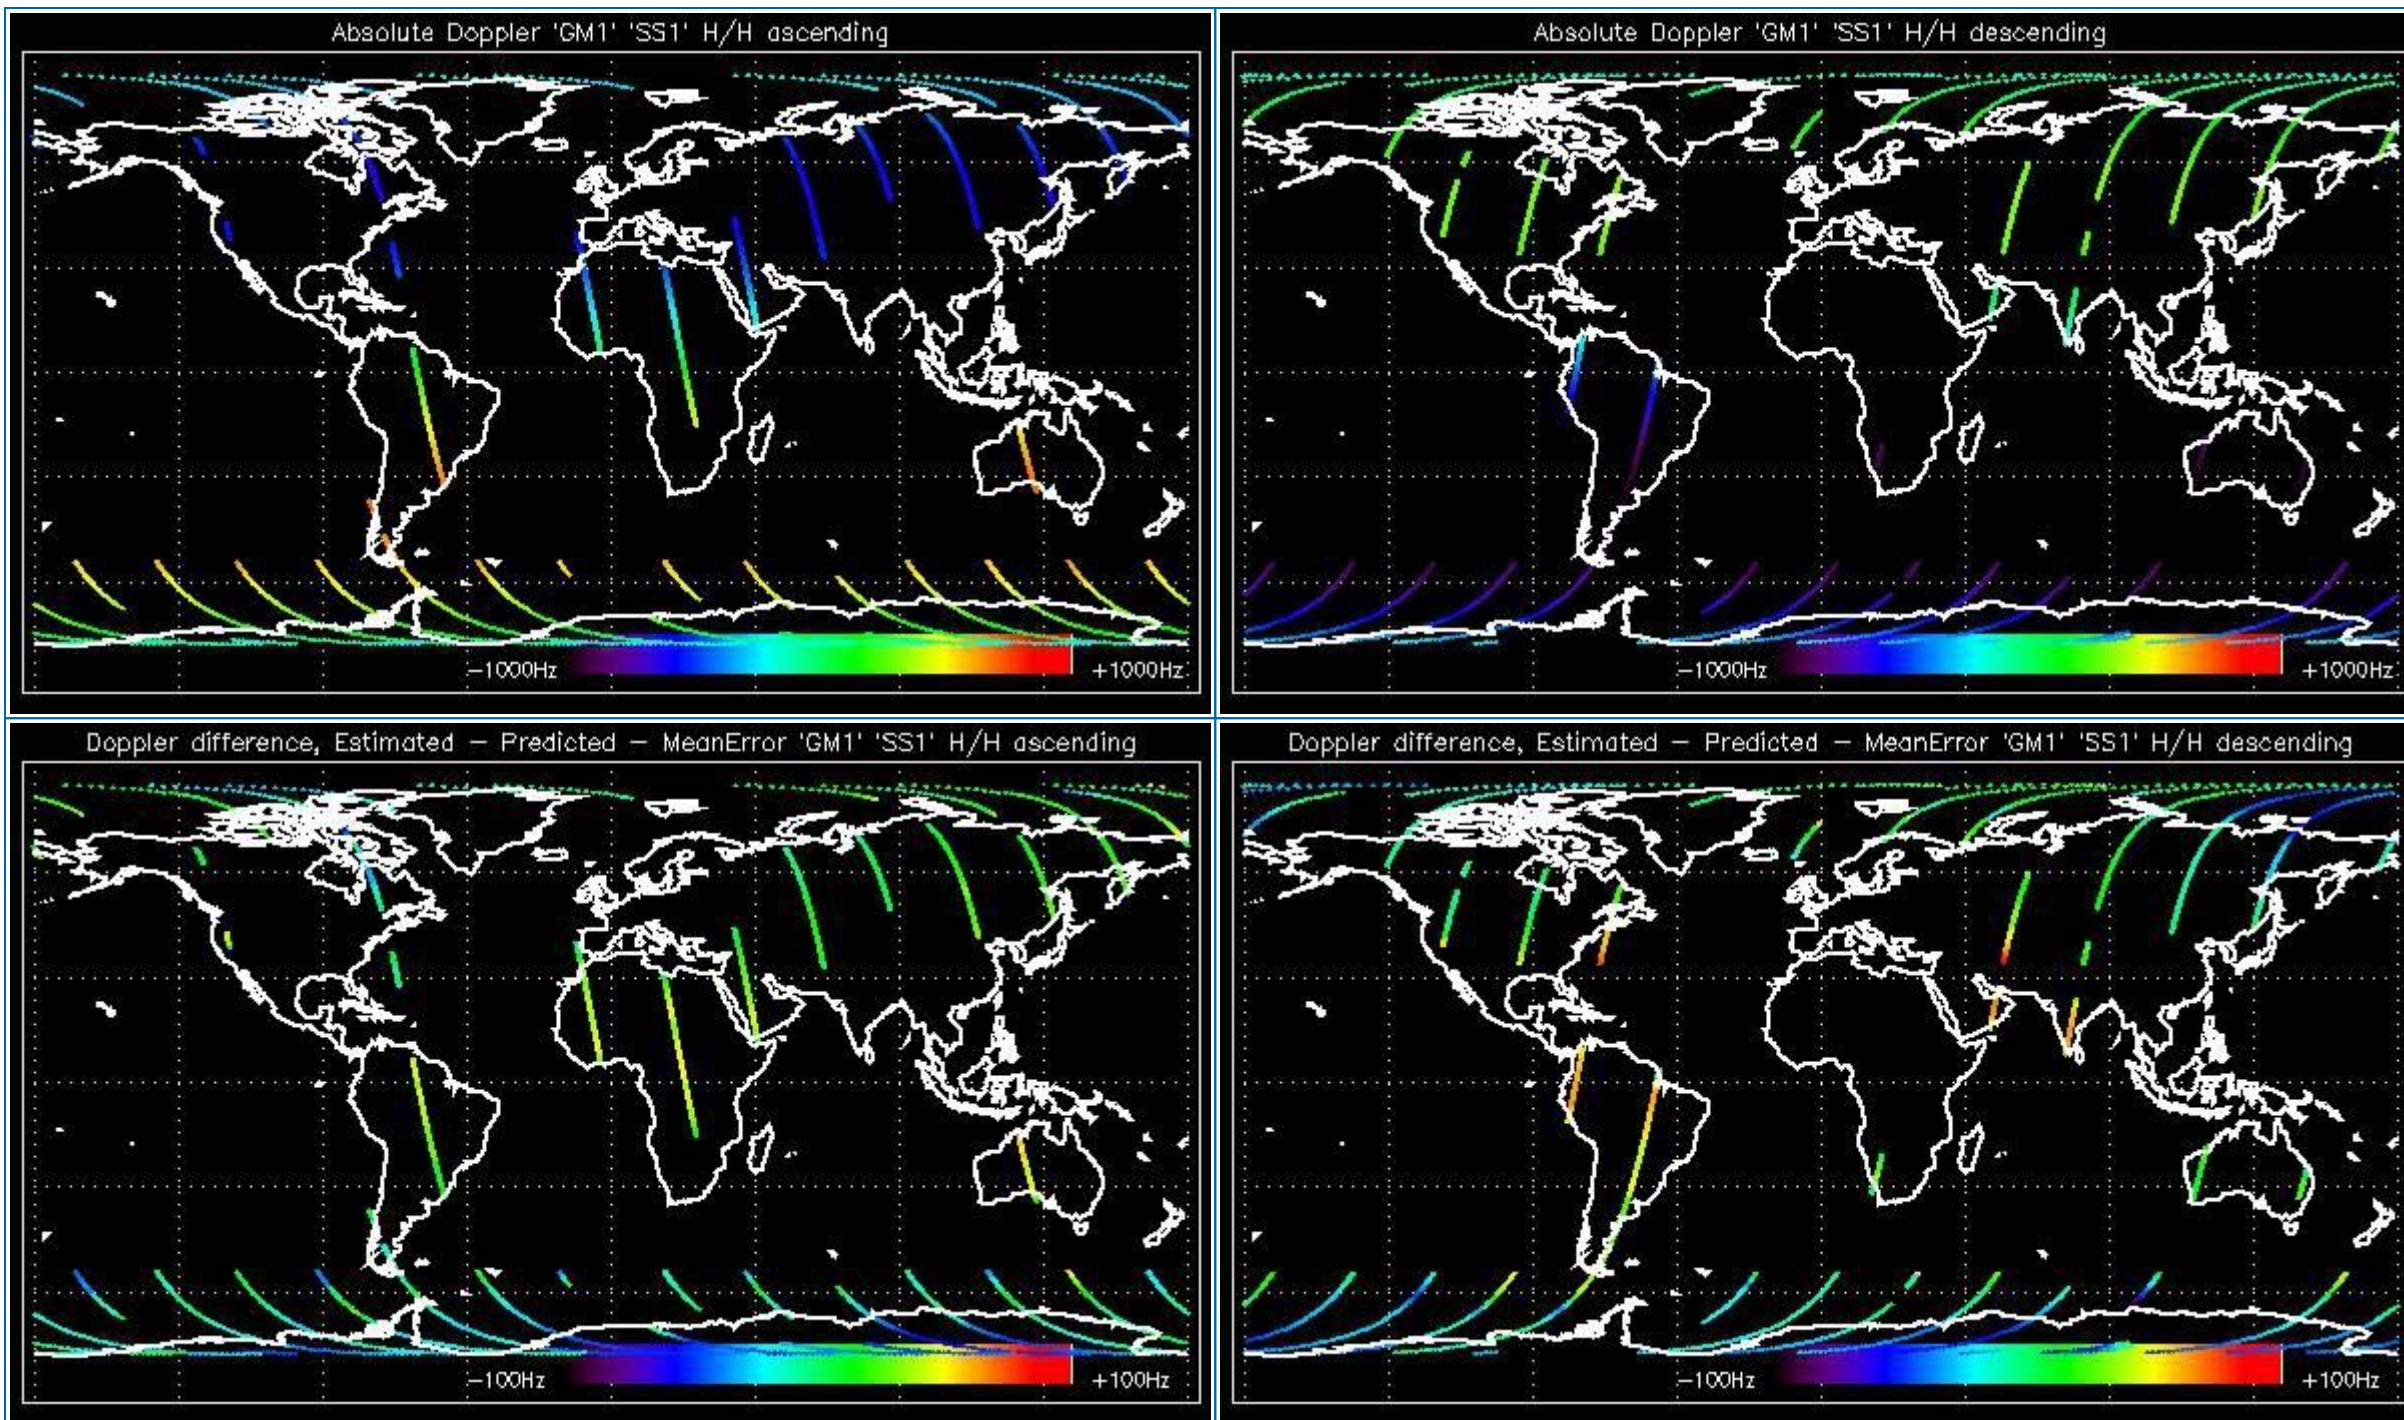 Absolute Doppler 'GM1' 'SS1' H/H ascending
−1000Hz
+1000Hz
Absolute Doppler 'GM1' 'SS1' H/H descending
−1000Hz
+1000Hz
Doppler difference, Estimated − Predicted − MeanError 'GM1' 'SS1' H/H ascending
−100Hz
+100Hz
Doppler difference, Estimated − Predicted − MeanError 'GM1' 'SS1' H/H descending
−100Hz
+100Hz